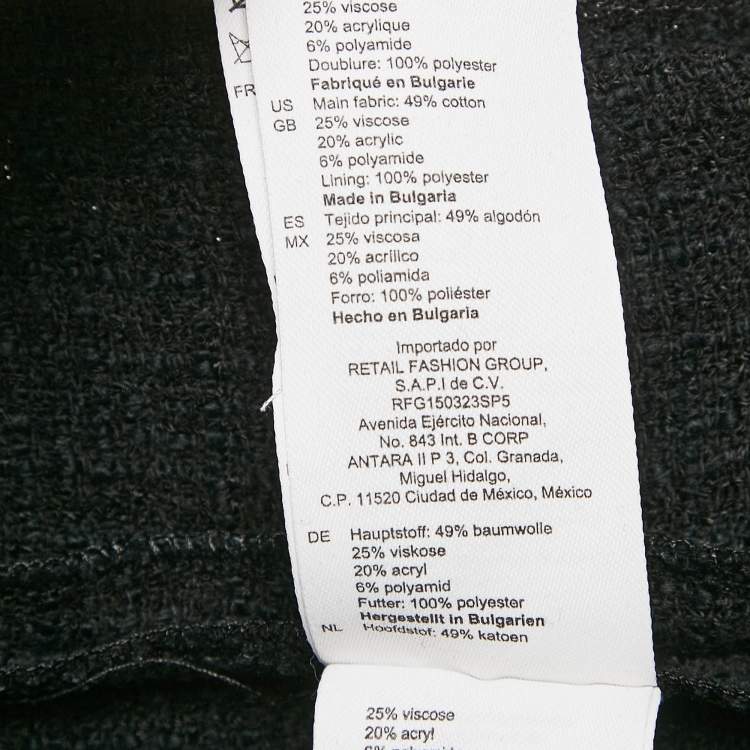 25% viscose
20% acrylique
6% polyamide
Doublure: 100% polyester
Fabriqué en Bulgarie
FR
US Main fabric: 49% cotton
GB 25% viscose
20% acrylic
6% polyamide
Lining: 100% polyester
Made in Bulgaria
ES Tejido principal: 49% algodón
MX 25% viscosa
20% acrílico
6% poliamida
Forro: 100% poliéster
Hecho en Bulgaria
Importado por
RETAIL FASHION GROUP,
S.A.P.I de C.V.
RFG150323SP5
Avenida Ejército Nacional,
No. 843 Int. B CORP
ANTARA II P 3, Col. Granada,
Miguel Hidalgo,
C.P. 11520 Ciudad de México, México
DE Hauptstoff: 49% baumwolle
25% viskose
20% acryl
6% polyamid
Futter: 100% polyester
Hergestellt in Bulgarien
NL Hoofdstof: 49% katoen
25% viscose
20% acryl